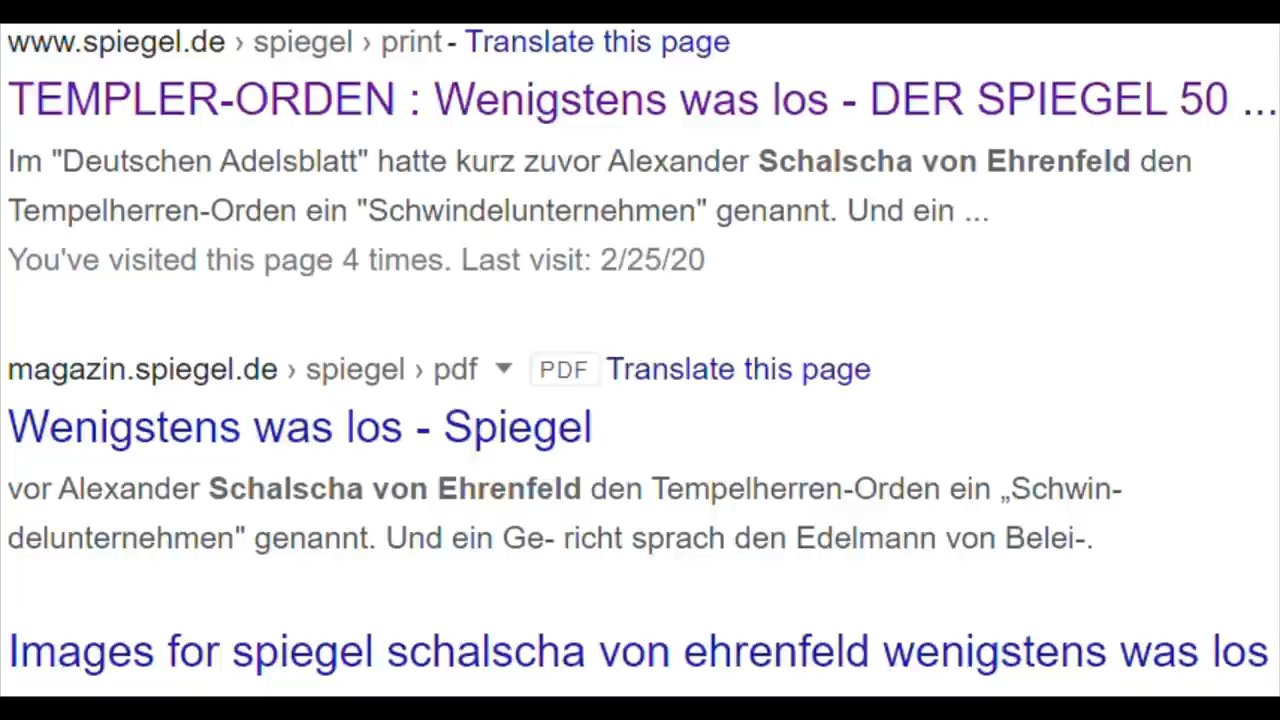 www.spiegel.de › spiegel › print - Translate this page
TEMPLER-ORDEN : Wenigstens was los - DER SPIEGEL 50 ...
Im "Deutschen Adelsblatt" hatte kurz zuvor Alexander Schalscha von Ehrenfeld den
Tempelherren-Orden ein "Schwindelunternehmen" genannt. Und ein ...
You've visited this page 4 times. Last visit: 2/25/20
magazin.spiegel.de › spiegel › pdf ▼ PDF Translate this page
Wenigstens was los - Spiegel
vor Alexander Schalscha von Ehrenfeld den Tempelherren-Orden ein „Schwin-
delunternehmen" genannt. Und ein Ge- richt sprach den Edelmann von Belei-.
Images for spiegel schalscha von ehrenfeld wenigstens was los